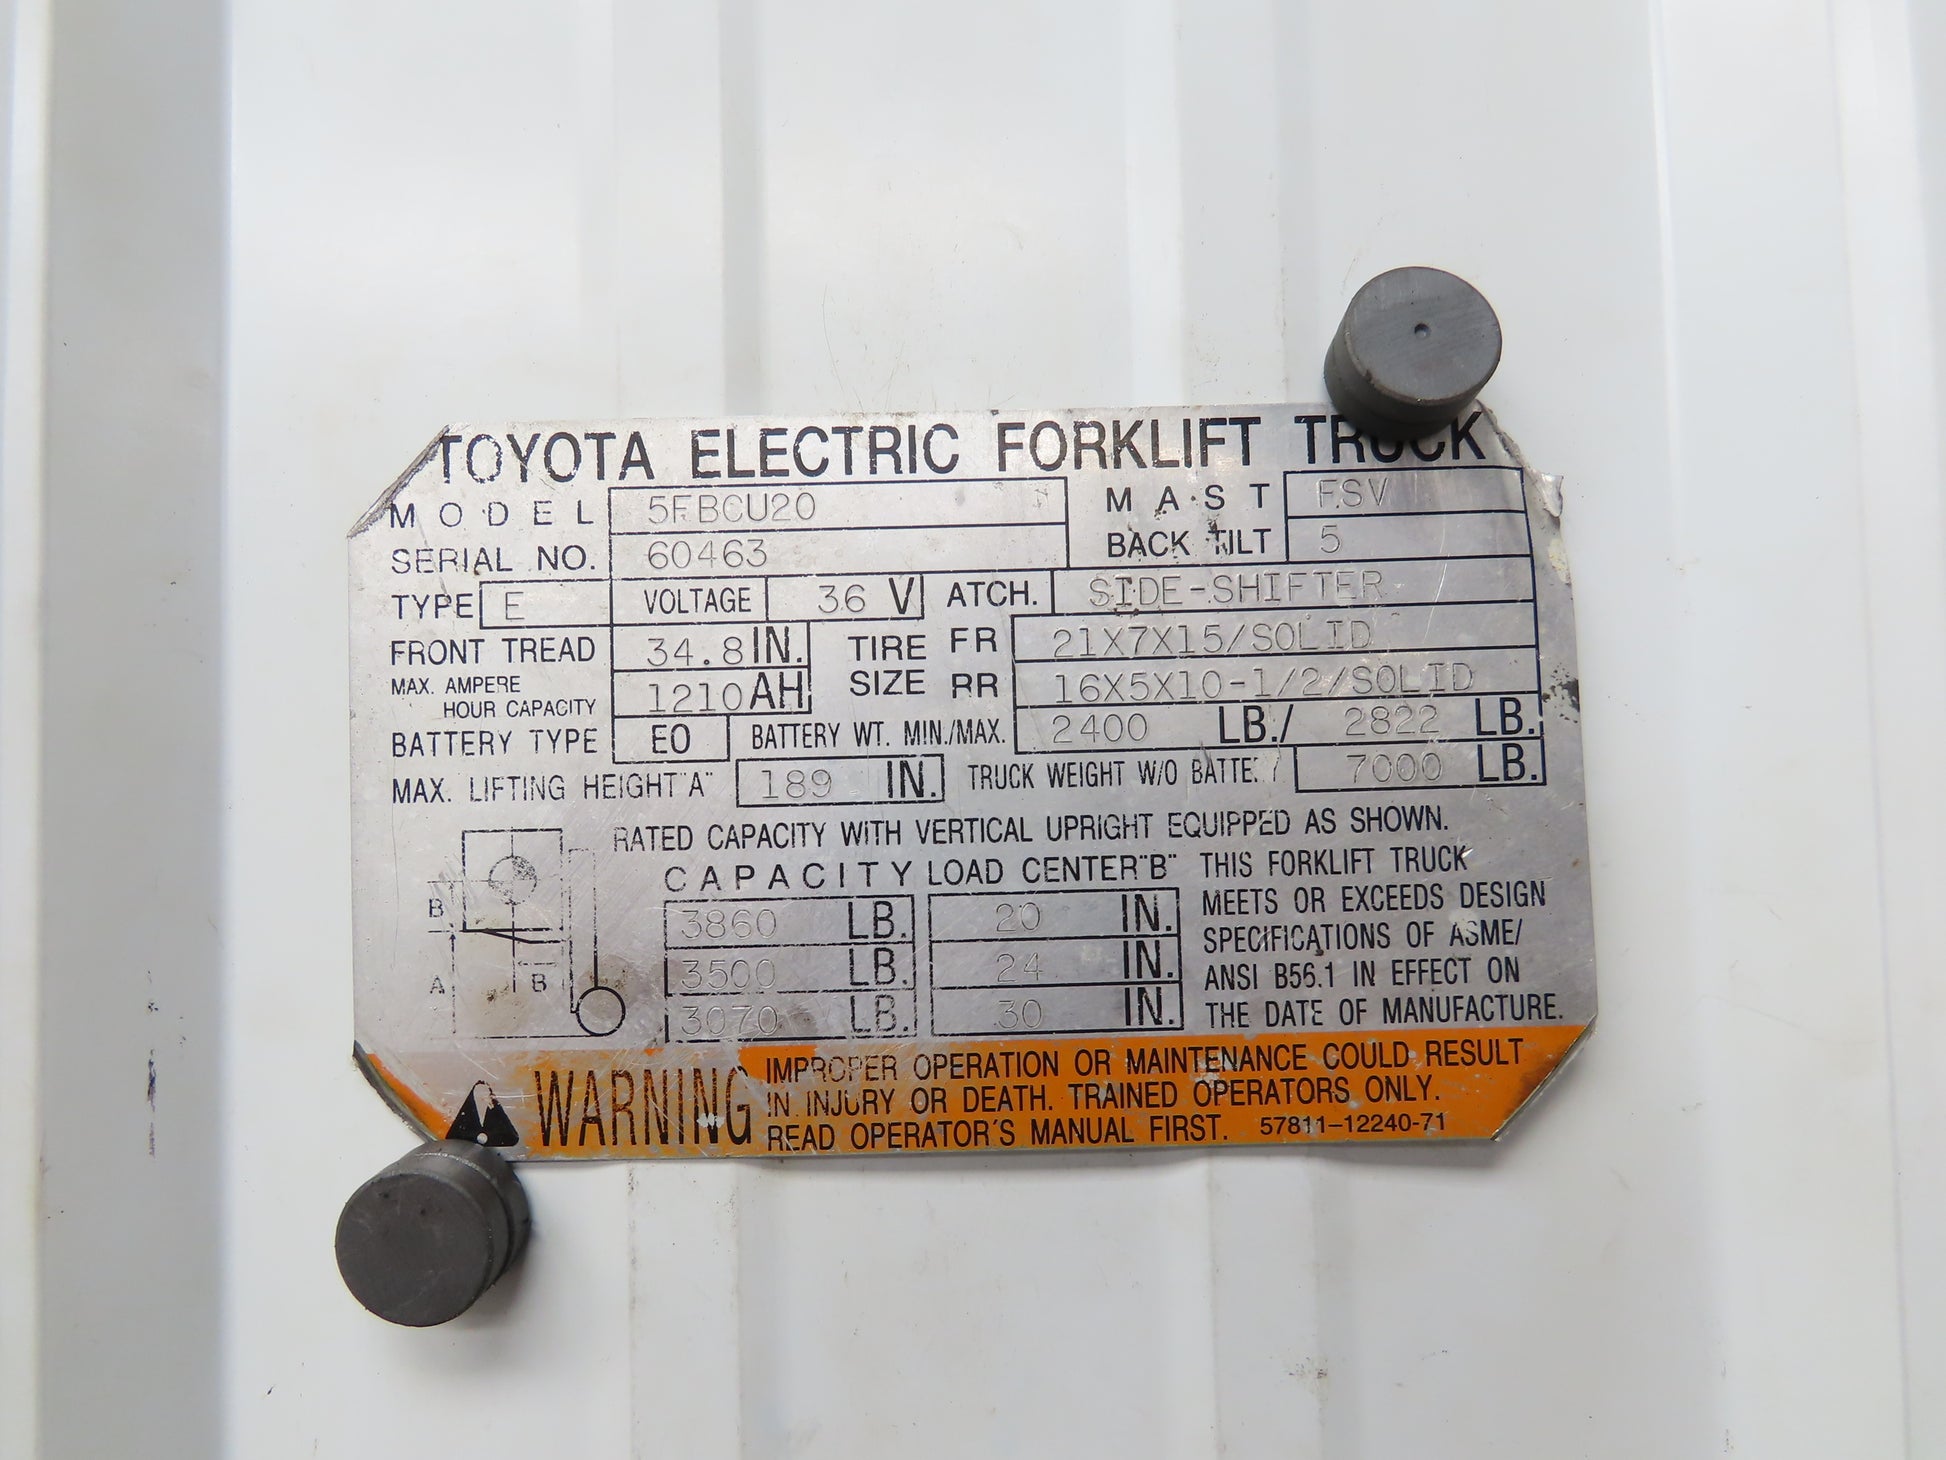 TOYOTA ELECTRIC FORKLIFT TRUCK
MODEL 5FBCU20 MAST FSV
SERIAL NO. 60463 BACK TILT 5
TYPE E VOLTAGE 36 V ATCH. SIDE-SHIFTER
FRONT TREAD 34.8 IN. TIRE SIZE FR 21X7X15/SOLID
MAX. AMPERE HOUR CAPACITY 1210 AH RR 16X5X10-1/2/SOLID
BATTERY TYPE EO BATTERY WT. MIN./MAX. 2400 LB./ 2822 LB.
MAX. LIFTING HEIGHT "A" 189 IN. TRUCK WEIGHT W/O BATTERY 7000 LB.
RATED CAPACITY WITH VERTICAL UPRIGHT EQUIPPED AS SHOWN.
CAPACITY LOAD CENTER "B"
3860 LB. 20 IN.
3500 LB. 24 IN.
3070 LB. 30 IN.
B
A B
THIS FORKLIFT TRUCK
MEETS OR EXCEEDS DESIGN
SPECIFICATIONS OF ASME/
ANSI B56.1 IN EFFECT ON
THE DATE OF MANUFACTURE.
WARNING
IMPROPER OPERATION OR MAINTENANCE COULD RESULT
IN INJURY OR DEATH. TRAINED OPERATORS ONLY.
READ OPERATOR'S MANUAL FIRST. 57811-12240-71